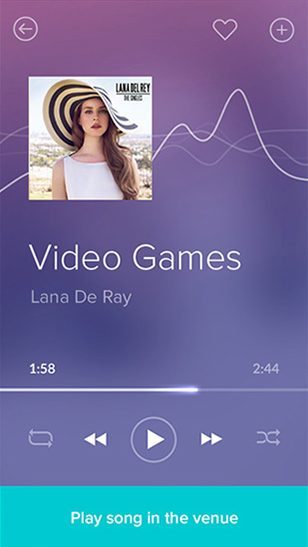 LANA DEL REY
THE SINGLES
Video Games
Lana De Ray
1:58 2:44
Play song in the venue